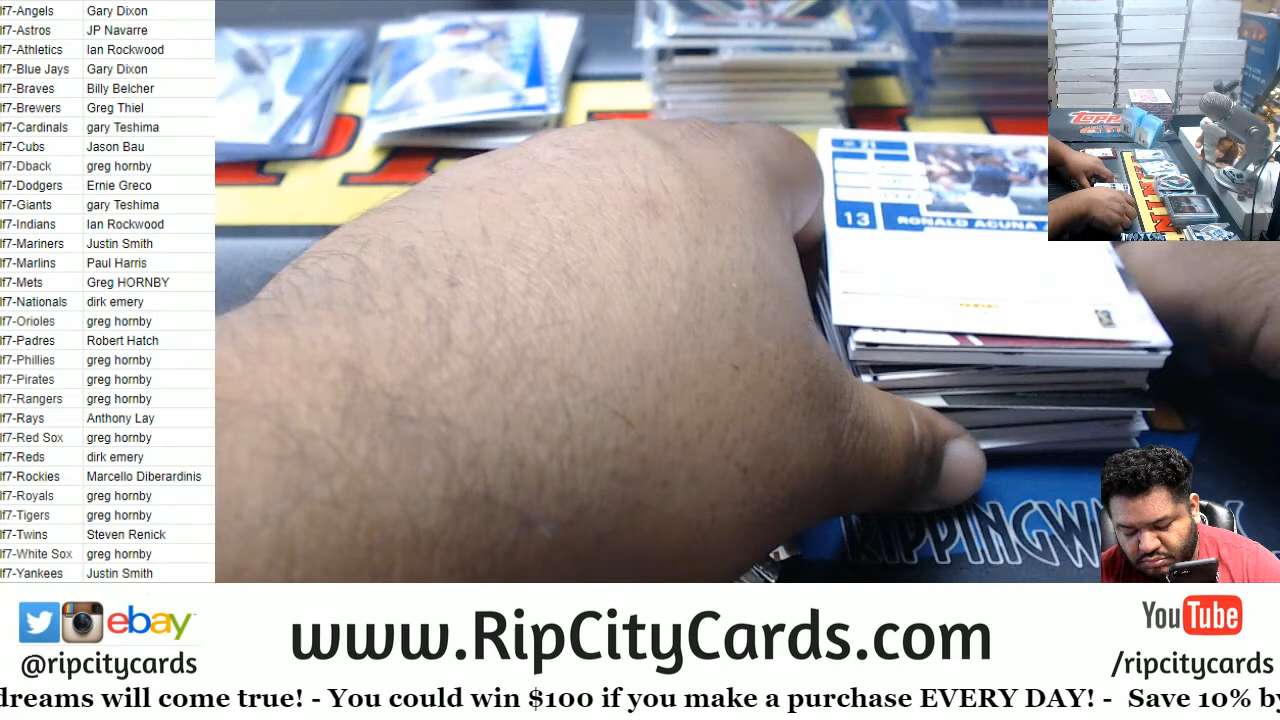 lf7-Angels Gary Dixon
lf7-Astros JP Navarre
lf7-Athletics Ian Rockwood
lf7-Blue Jays Gary Dixon
lf7-Braves Billy Belcher
lf7-Brewers Greg Thiel
lf7-Cardinals gary Teshima
lf7-Cubs Jason Bau
lf7-Dback greg hornby
lf7-Dodgers Ernie Greco
lf7-Giants gary Teshima
lf7-Indians Ian Rockwood
lf7-Mariners Justin Smith
lf7-Marlins Paul Harris
lf7-Mets Greg HORNBY
lf7-Nationals dirk emery
lf7-Orioles greg hornby
lf7-Padres Robert Hatch
lf7-Phillies greg hornby
lf7-Pirates greg hornby
lf7-Rangers greg hornby
lf7-Rays Anthony Lay
lf7-Red Sox greg hornby
lf7-Reds dirk emery
lf7-Rockies Marcello Diberardinis
lf7-Royals greg hornby
lf7-Tigers greg hornby
lf7-Twins Steven Renick
lf7-White Sox greg hornby
lf7-Yankees Justin Smith
13 RONALD ACUNA
PANINI
TOPPS
RIPPINGW
ebay
@ripcitycards
www.RipCityCards.com
YouTube
/ripcitycards
dreams will come true! - You could win $100 if you make a purchase EVERY DAY! - Save 10% by